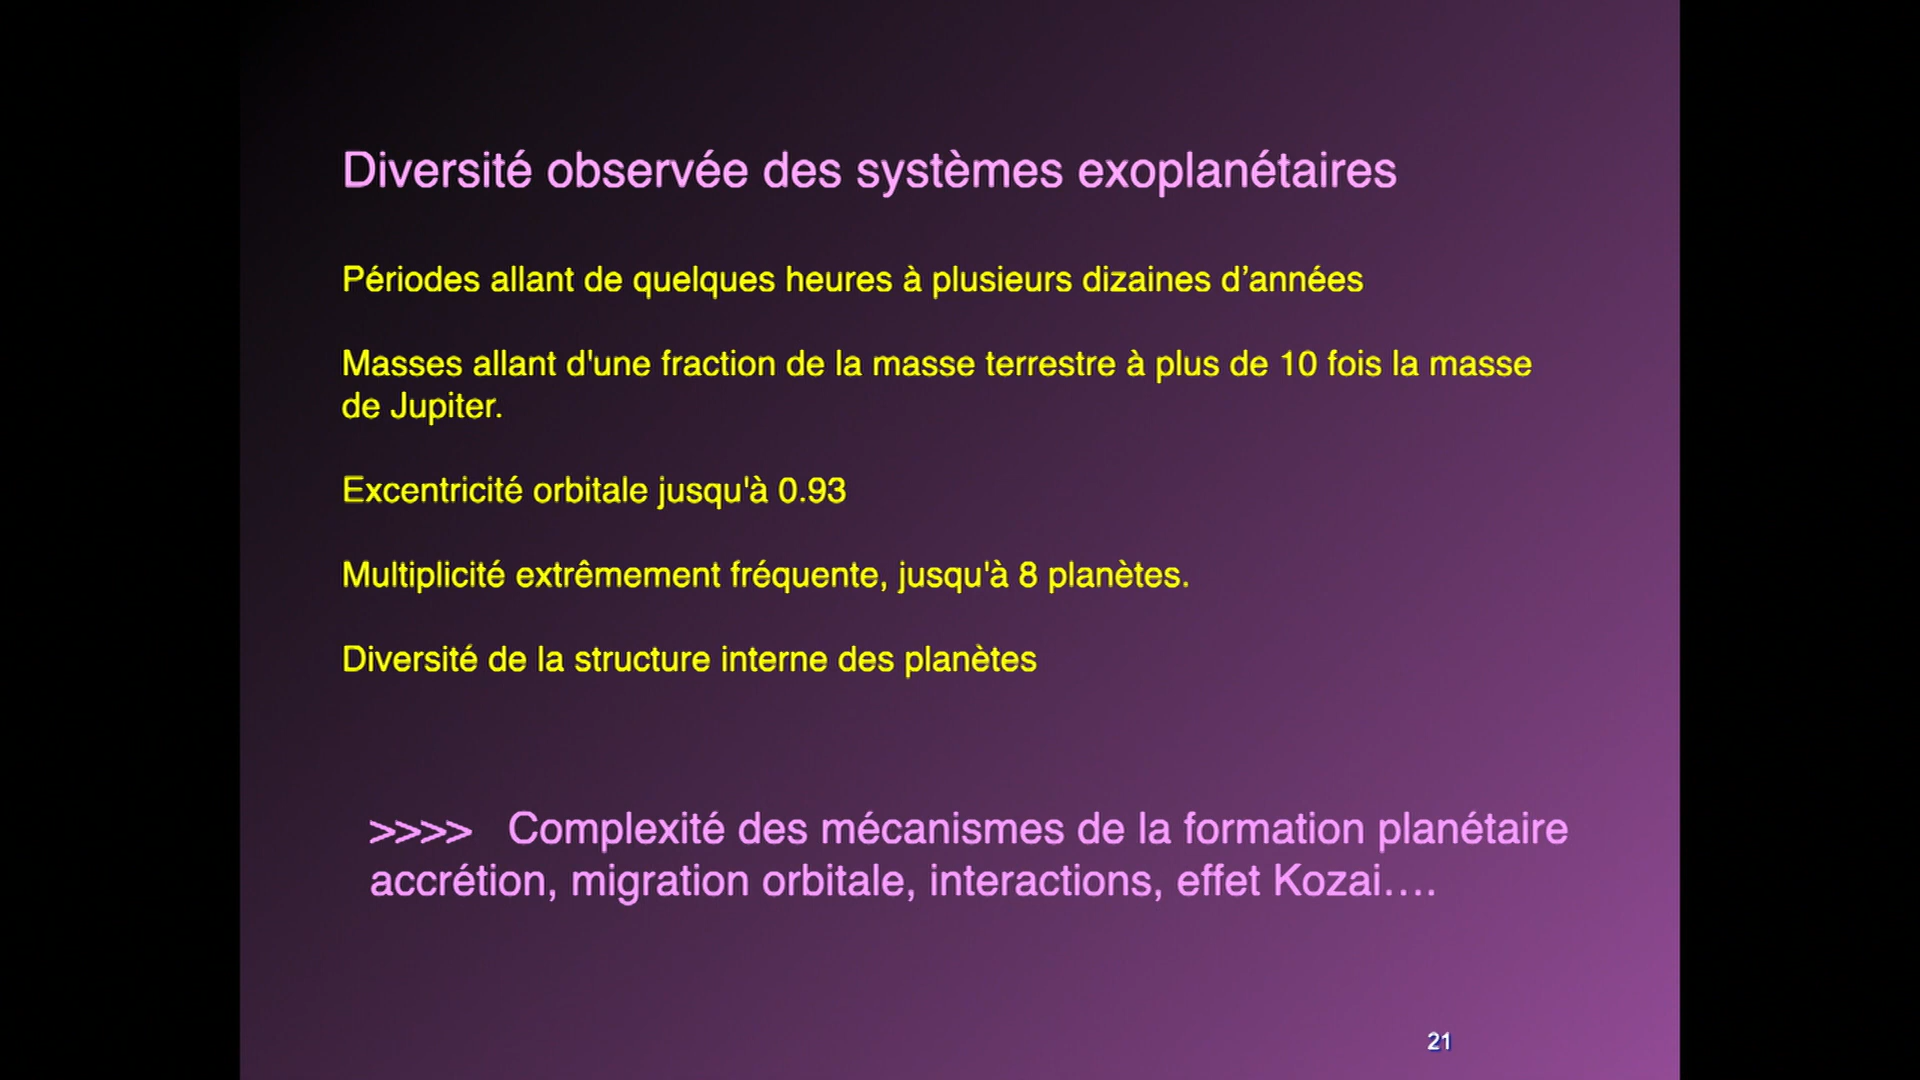 Diversité observée des systèmes exoplanétaires
Périodes allant de quelques heures à plusieurs dizaines d’années
Masses allant d'une fraction de la masse terrestre à plus de 10 fois la masse
de Jupiter.
Excentricité orbitale jusqu'à 0.93
Multiplicité extrêmement fréquente, jusqu'à 8 planètes.
Diversité de la structure interne des planètes
>>>> Complexité des mécanismes de la formation planétaire
accrétion, migration orbitale, interactions, effet Kozai….
21